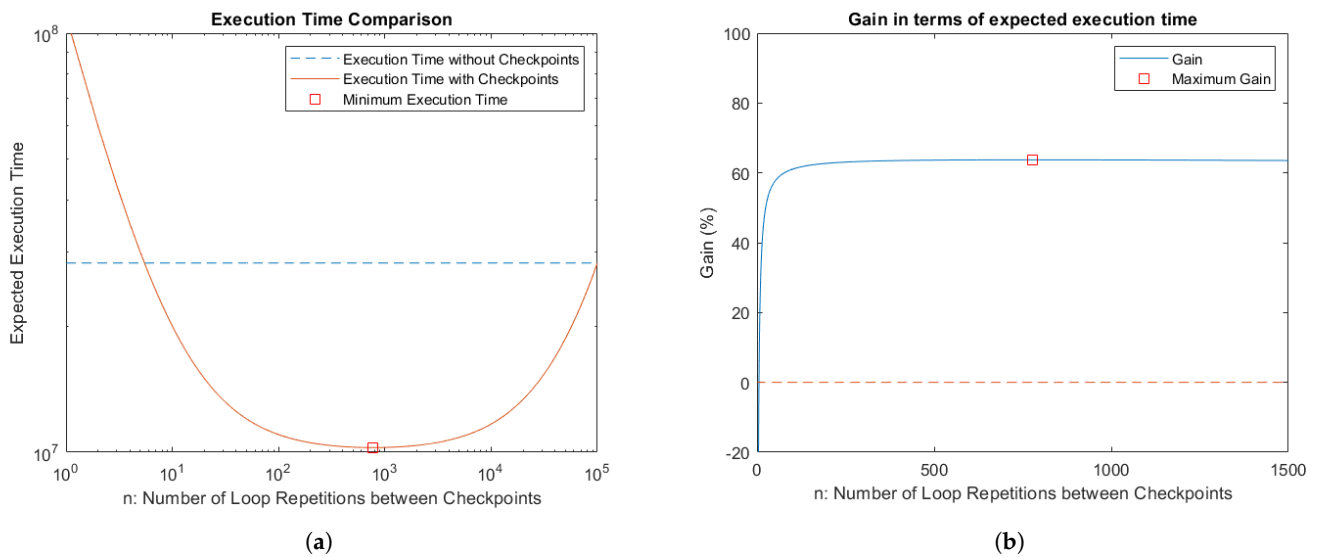 Execution Time Comparison
10^8
Execution Time without Checkpoints
Execution Time with Checkpoints
Minimum Execution Time
Expected Execution Time
10^7
10^0 10^1 10^2 10^3 10^4 10^5
n: Number of Loop Repetitions between Checkpoints
(a)
Gain in terms of expected execution time
100
Gain
Maximum Gain
80
60
40
Gain (%)
20
0
-20
0 500 1000 1500
n: Number of Loop Repetitions between Checkpoints
(b)